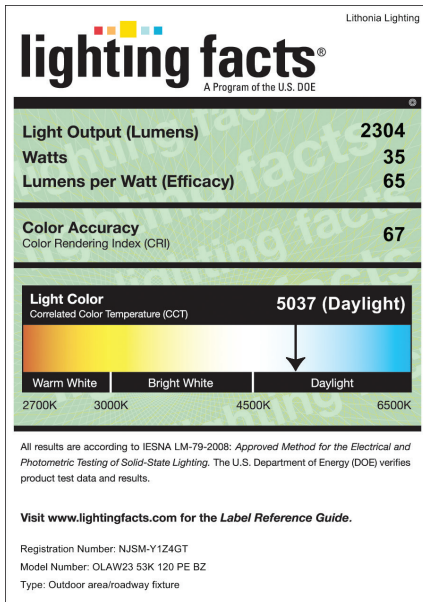 Lithonia Lighting
lighting facts®
A Program of the U.S. DOE
Light Output (Lumens) 2304
Watts 35
Lumens per Watt (Efficacy) 65
Color Accuracy
Color Rendering Index (CRI) 67
Light Color
Correlated Color Temperature (CCT) 5037 (Daylight)
Warm White Bright White Daylight
2700K 3000K 4500K 6500K
All results are according to IESNA LM-79-2008: Approved Method for the Electrical and
Photometric Testing of Solid-State Lighting. The U.S. Department of Energy (DOE) verifies
product test data and results.
Visit www.lightingfacts.com for the Label Reference Guide.
Registration Number: NJSM-Y1Z4GT
Model Number: OLAW23 53K 120 PE BZ
Type: Outdoor area/roadway fixture